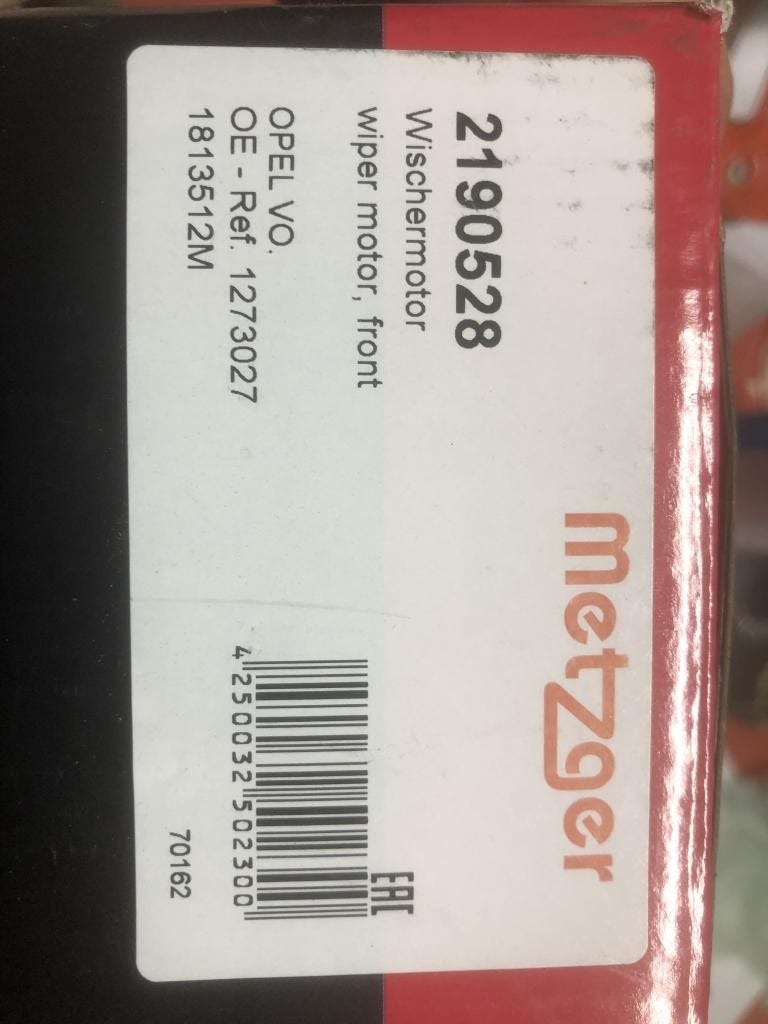 metzger
2190528
Wischermotor
wiper motor, front
OPEL VO.
OE - Ref. 1273027
1813512M
EAC
4 250032 502300
70162